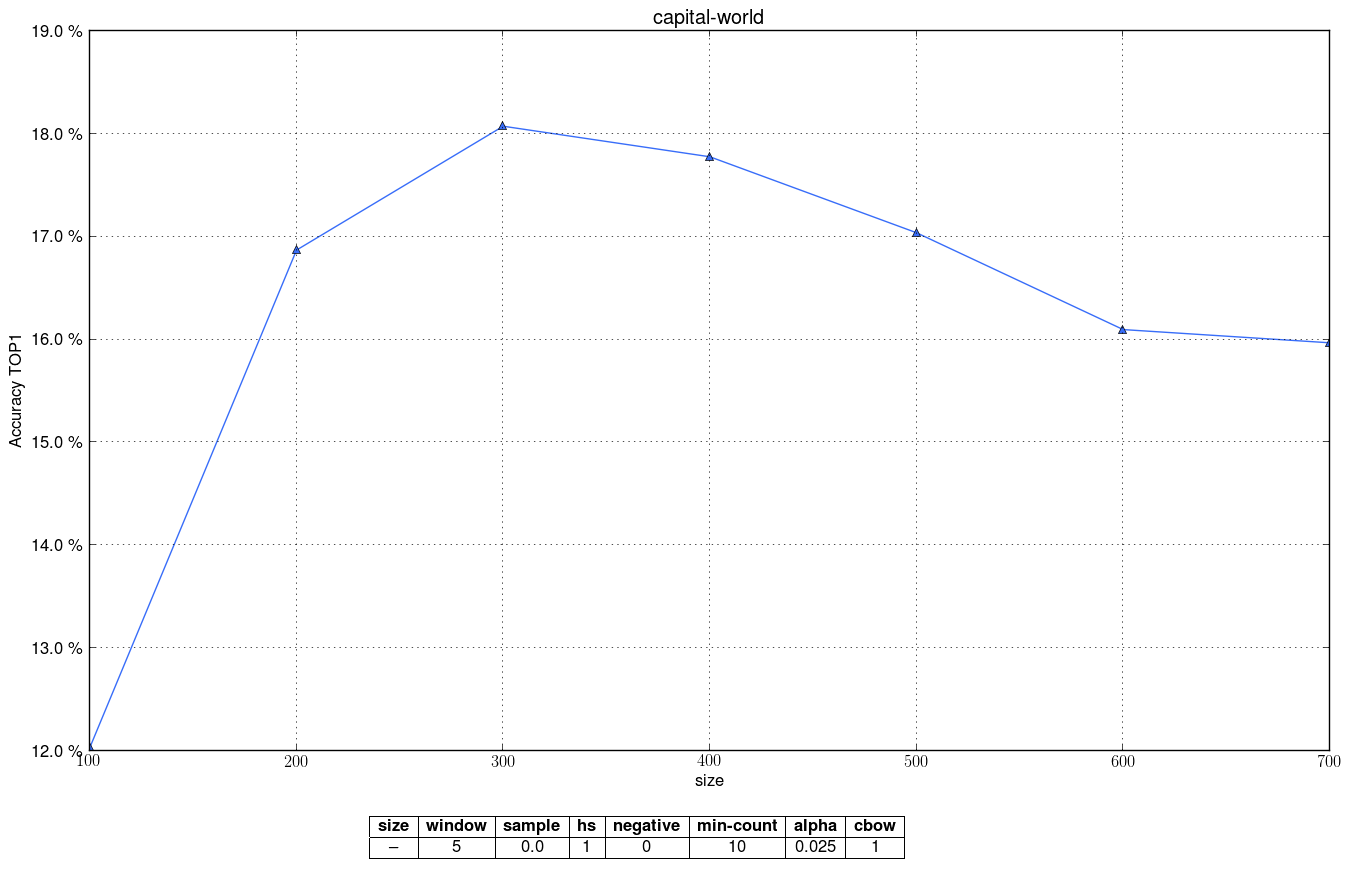 capital-world
19.0 %
18.0 %
17.0 %
16.0 %
15.0 %
14.0 %
13.0 %
12.0 %
Accuracy TOP1
100 200 300 400 500 600 700
size
size window sample hs negative min-count alpha cbow
– 5 0.0 1 0 10 0.025 1